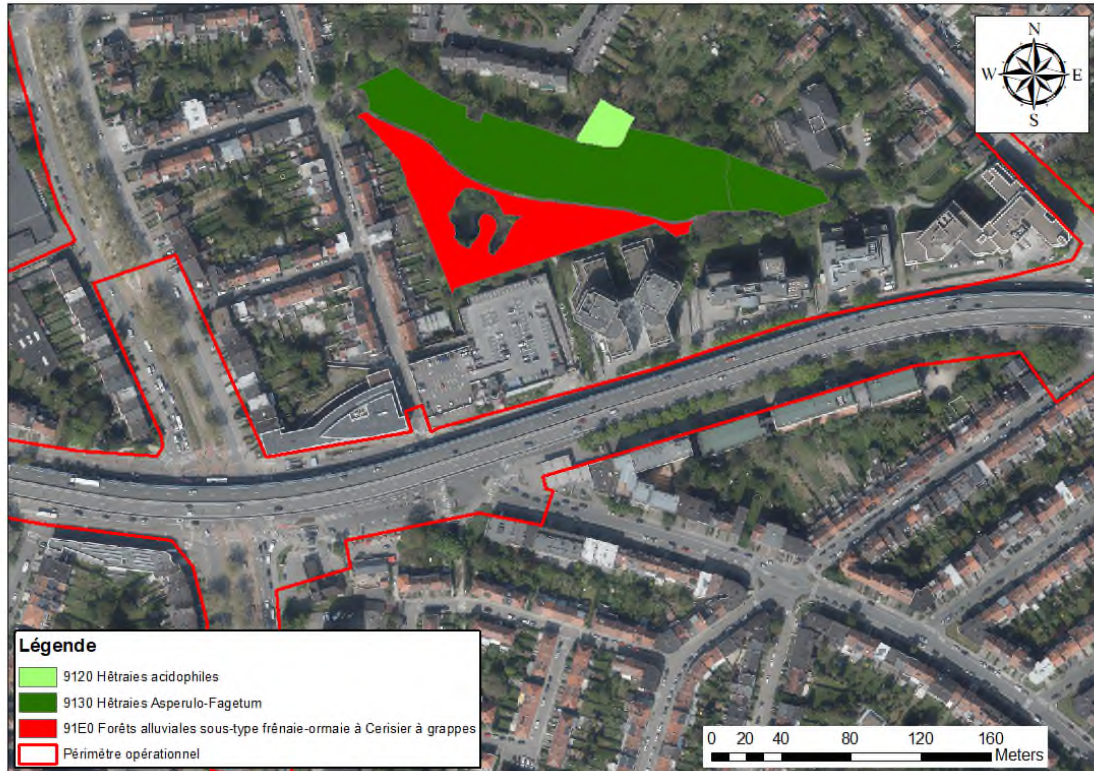 N
W E
S
Légende
9120 Hêtraies acidophiles
9130 Hêtraies Asperulo-Fagetum
91E0 Forêts alluviales sous-type frênaie-ormaie à Cerisier à grappes
Périmètre opérationnel
0 20 40 80 120 160
Meters